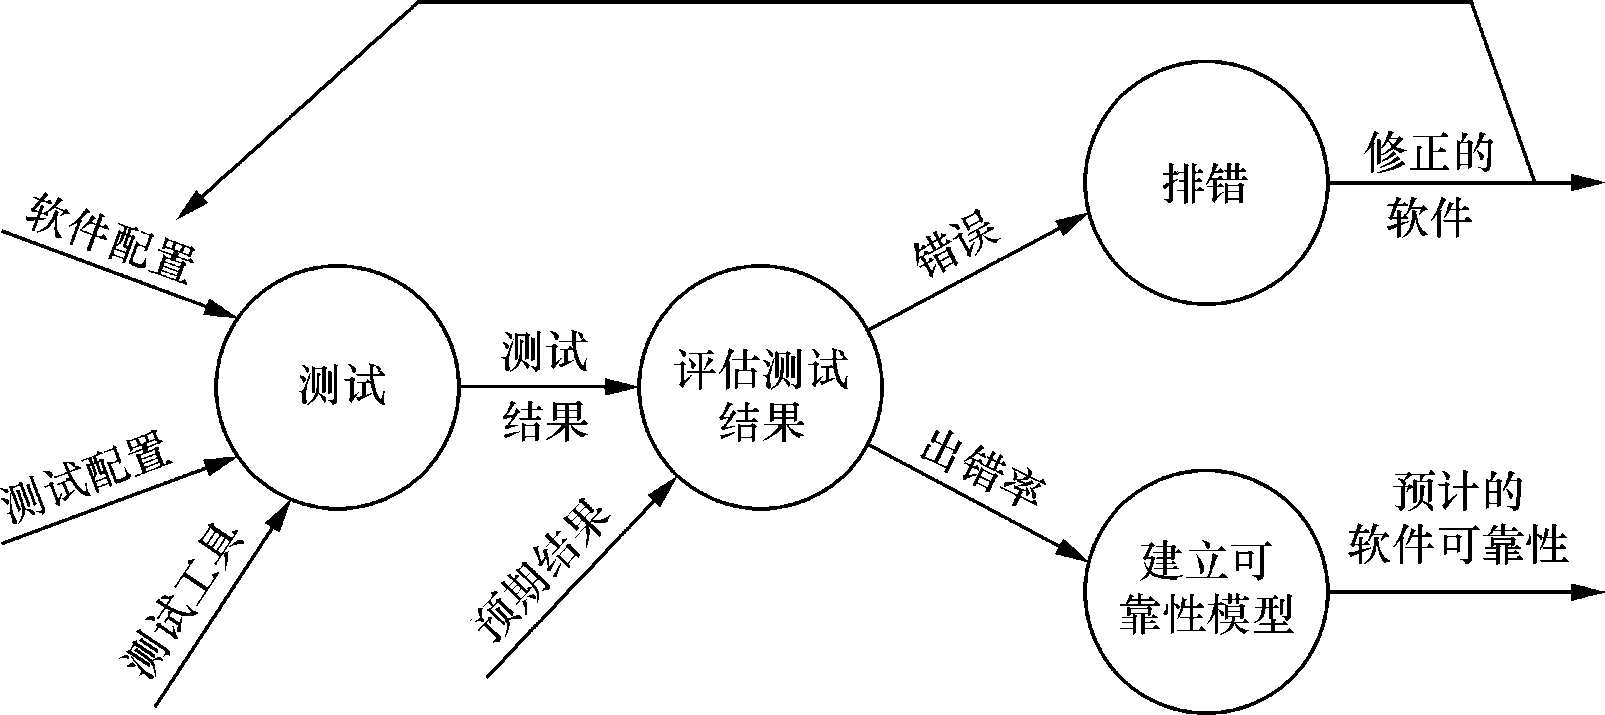 修正的
软件
排错
错误
软件配置
测试
测试
结果
评估测试
结果
测试配置
测试工具
预期结果
出错率
预计的
软件可靠性
建立可
靠性模型